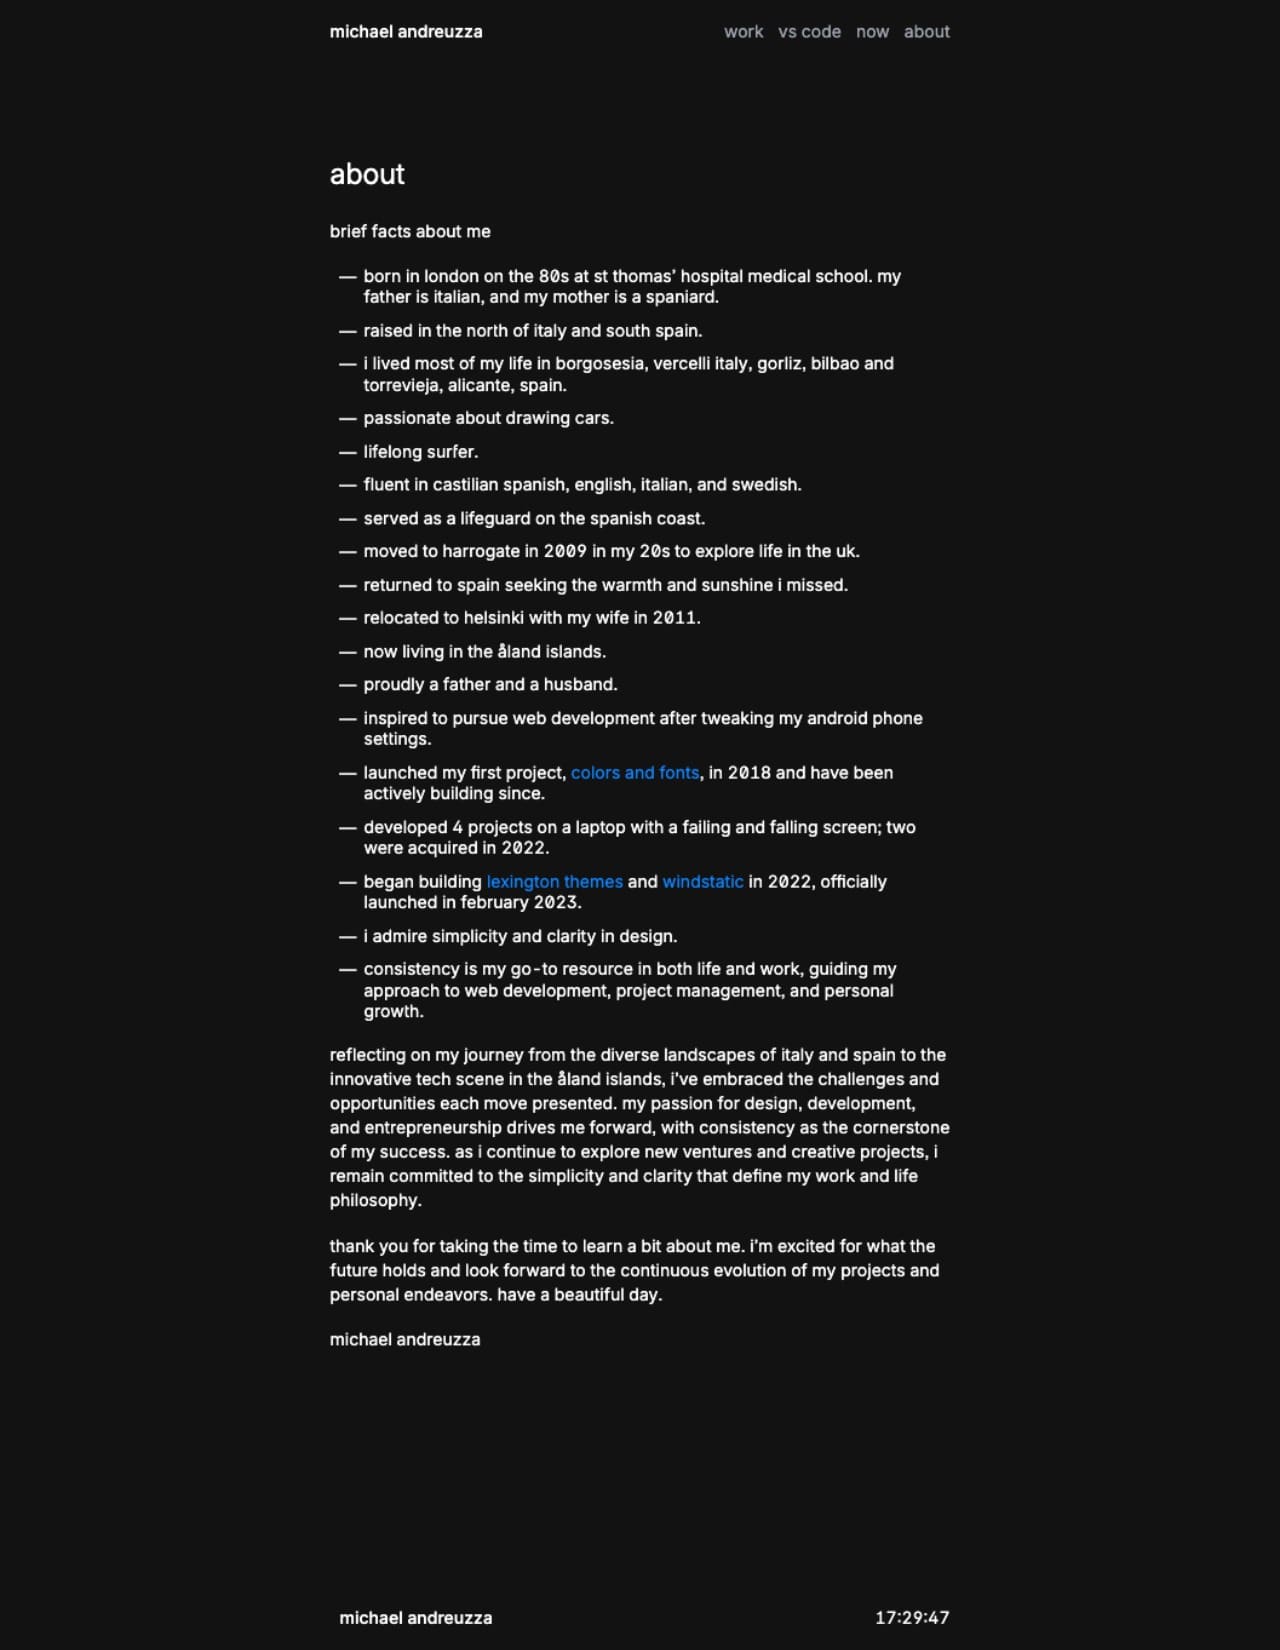 michael andreuzza
work vs code now about
about
brief facts about me
— born in london on the 80s at st thomas’ hospital medical school. my
father is italian, and my mother is a spaniard.
— raised in the north of italy and south spain.
— i lived most of my life in borgosesia, vercelli italy, gorliz, bilbao and
torrevieja, alicante, spain.
— passionate about drawing cars.
— lifelong surfer.
— fluent in castilian spanish, english, italian, and swedish.
— served as a lifeguard on the spanish coast.
— moved to harrogate in 2009 in my 20s to explore life in the uk.
— returned to spain seeking the warmth and sunshine i missed.
— relocated to helsinki with my wife in 2011.
— now living in the åland islands.
— proudly a father and a husband.
— inspired to pursue web development after tweaking my android phone
settings.
— launched my first project, colors and fonts, in 2018 and have been
actively building since.
— developed 4 projects on a laptop with a failing and falling screen; two
were acquired in 2022.
— began building lexington themes and windstatic in 2022, officially
launched in february 2023.
— i admire simplicity and clarity in design.
— consistency is my go-to resource in both life and work, guiding my
approach to web development, project management, and personal
growth.
reflecting on my journey from the diverse landscapes of italy and spain to the
innovative tech scene in the åland islands, i’ve embraced the challenges and
opportunities each move presented. my passion for design, development,
and entrepreneurship drives me forward, with consistency as the cornerstone
of my success. as i continue to explore new ventures and creative projects, i
remain committed to the simplicity and clarity that define my work and life
philosophy.
thank you for taking the time to learn a bit about me. i’m excited for what the
future holds and look forward to the continuous evolution of my projects and
personal endeavors. have a beautiful day.
michael andreuzza
michael andreuzza
17:29:47